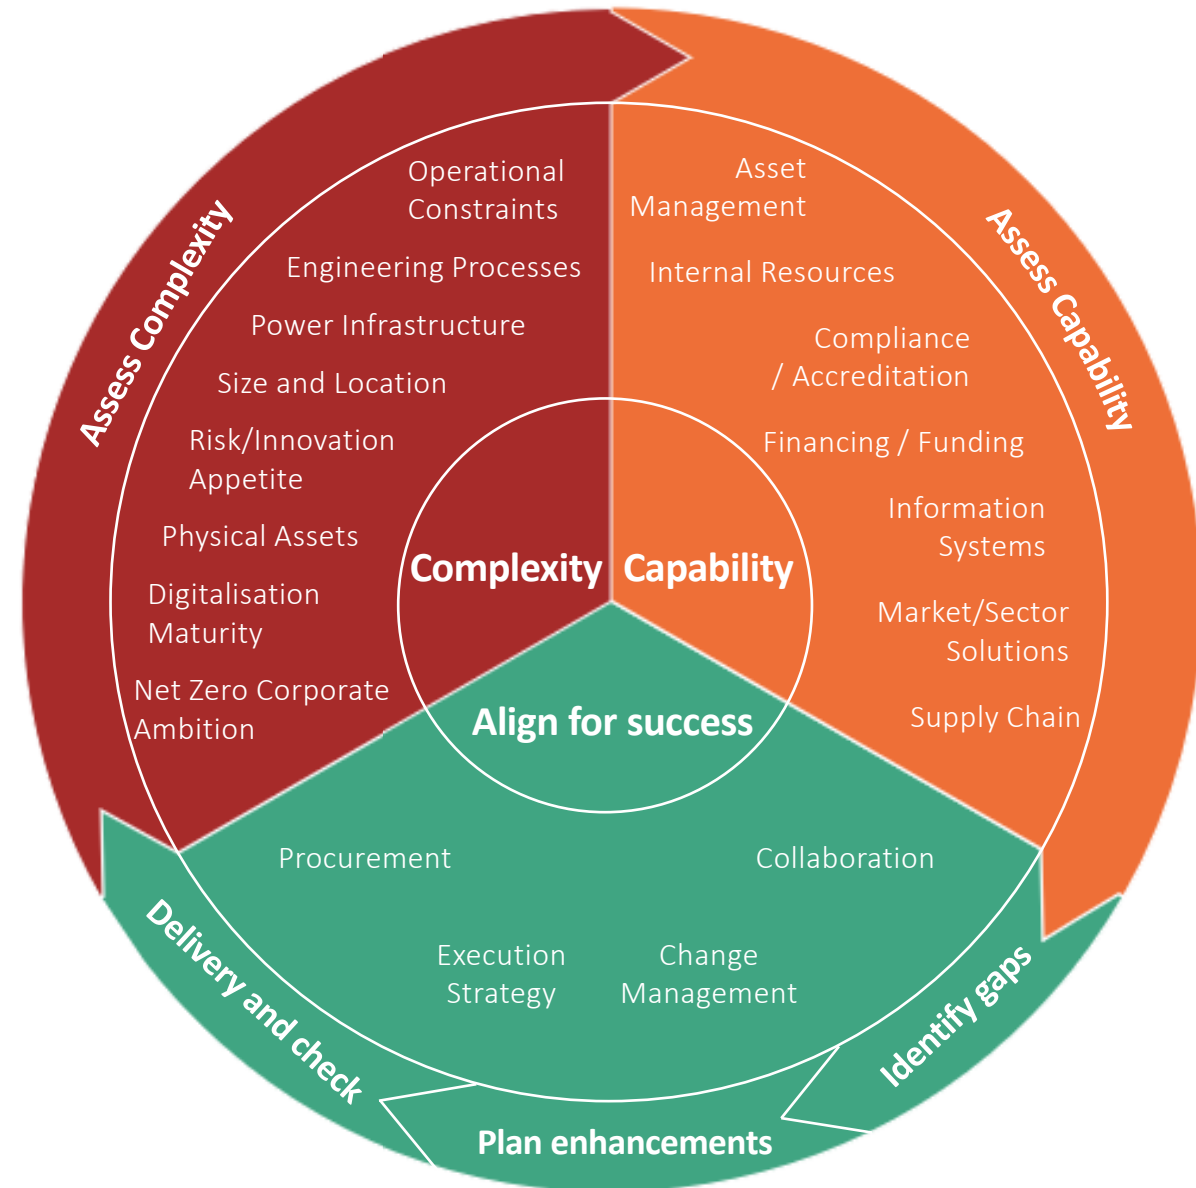 Assess Complexity
Operational
Constraints
Engineering Processes
Power Infrastructure
Size and Location
Risk/Innovation
Appetite
Physical Assets
Digitalisation
Maturity
Net Zero Corporate
Ambition
Complexity
Assess Capability
Asset
Management
Internal Resources
Compliance
/ Accreditation
Financing / Funding
Information
Systems
Market/Sector
Solutions
Supply Chain
Capability
Align for success
Procurement
Collaboration
Execution
Strategy
Change
Management
Identify gaps
Plan enhancements
Delivery and check